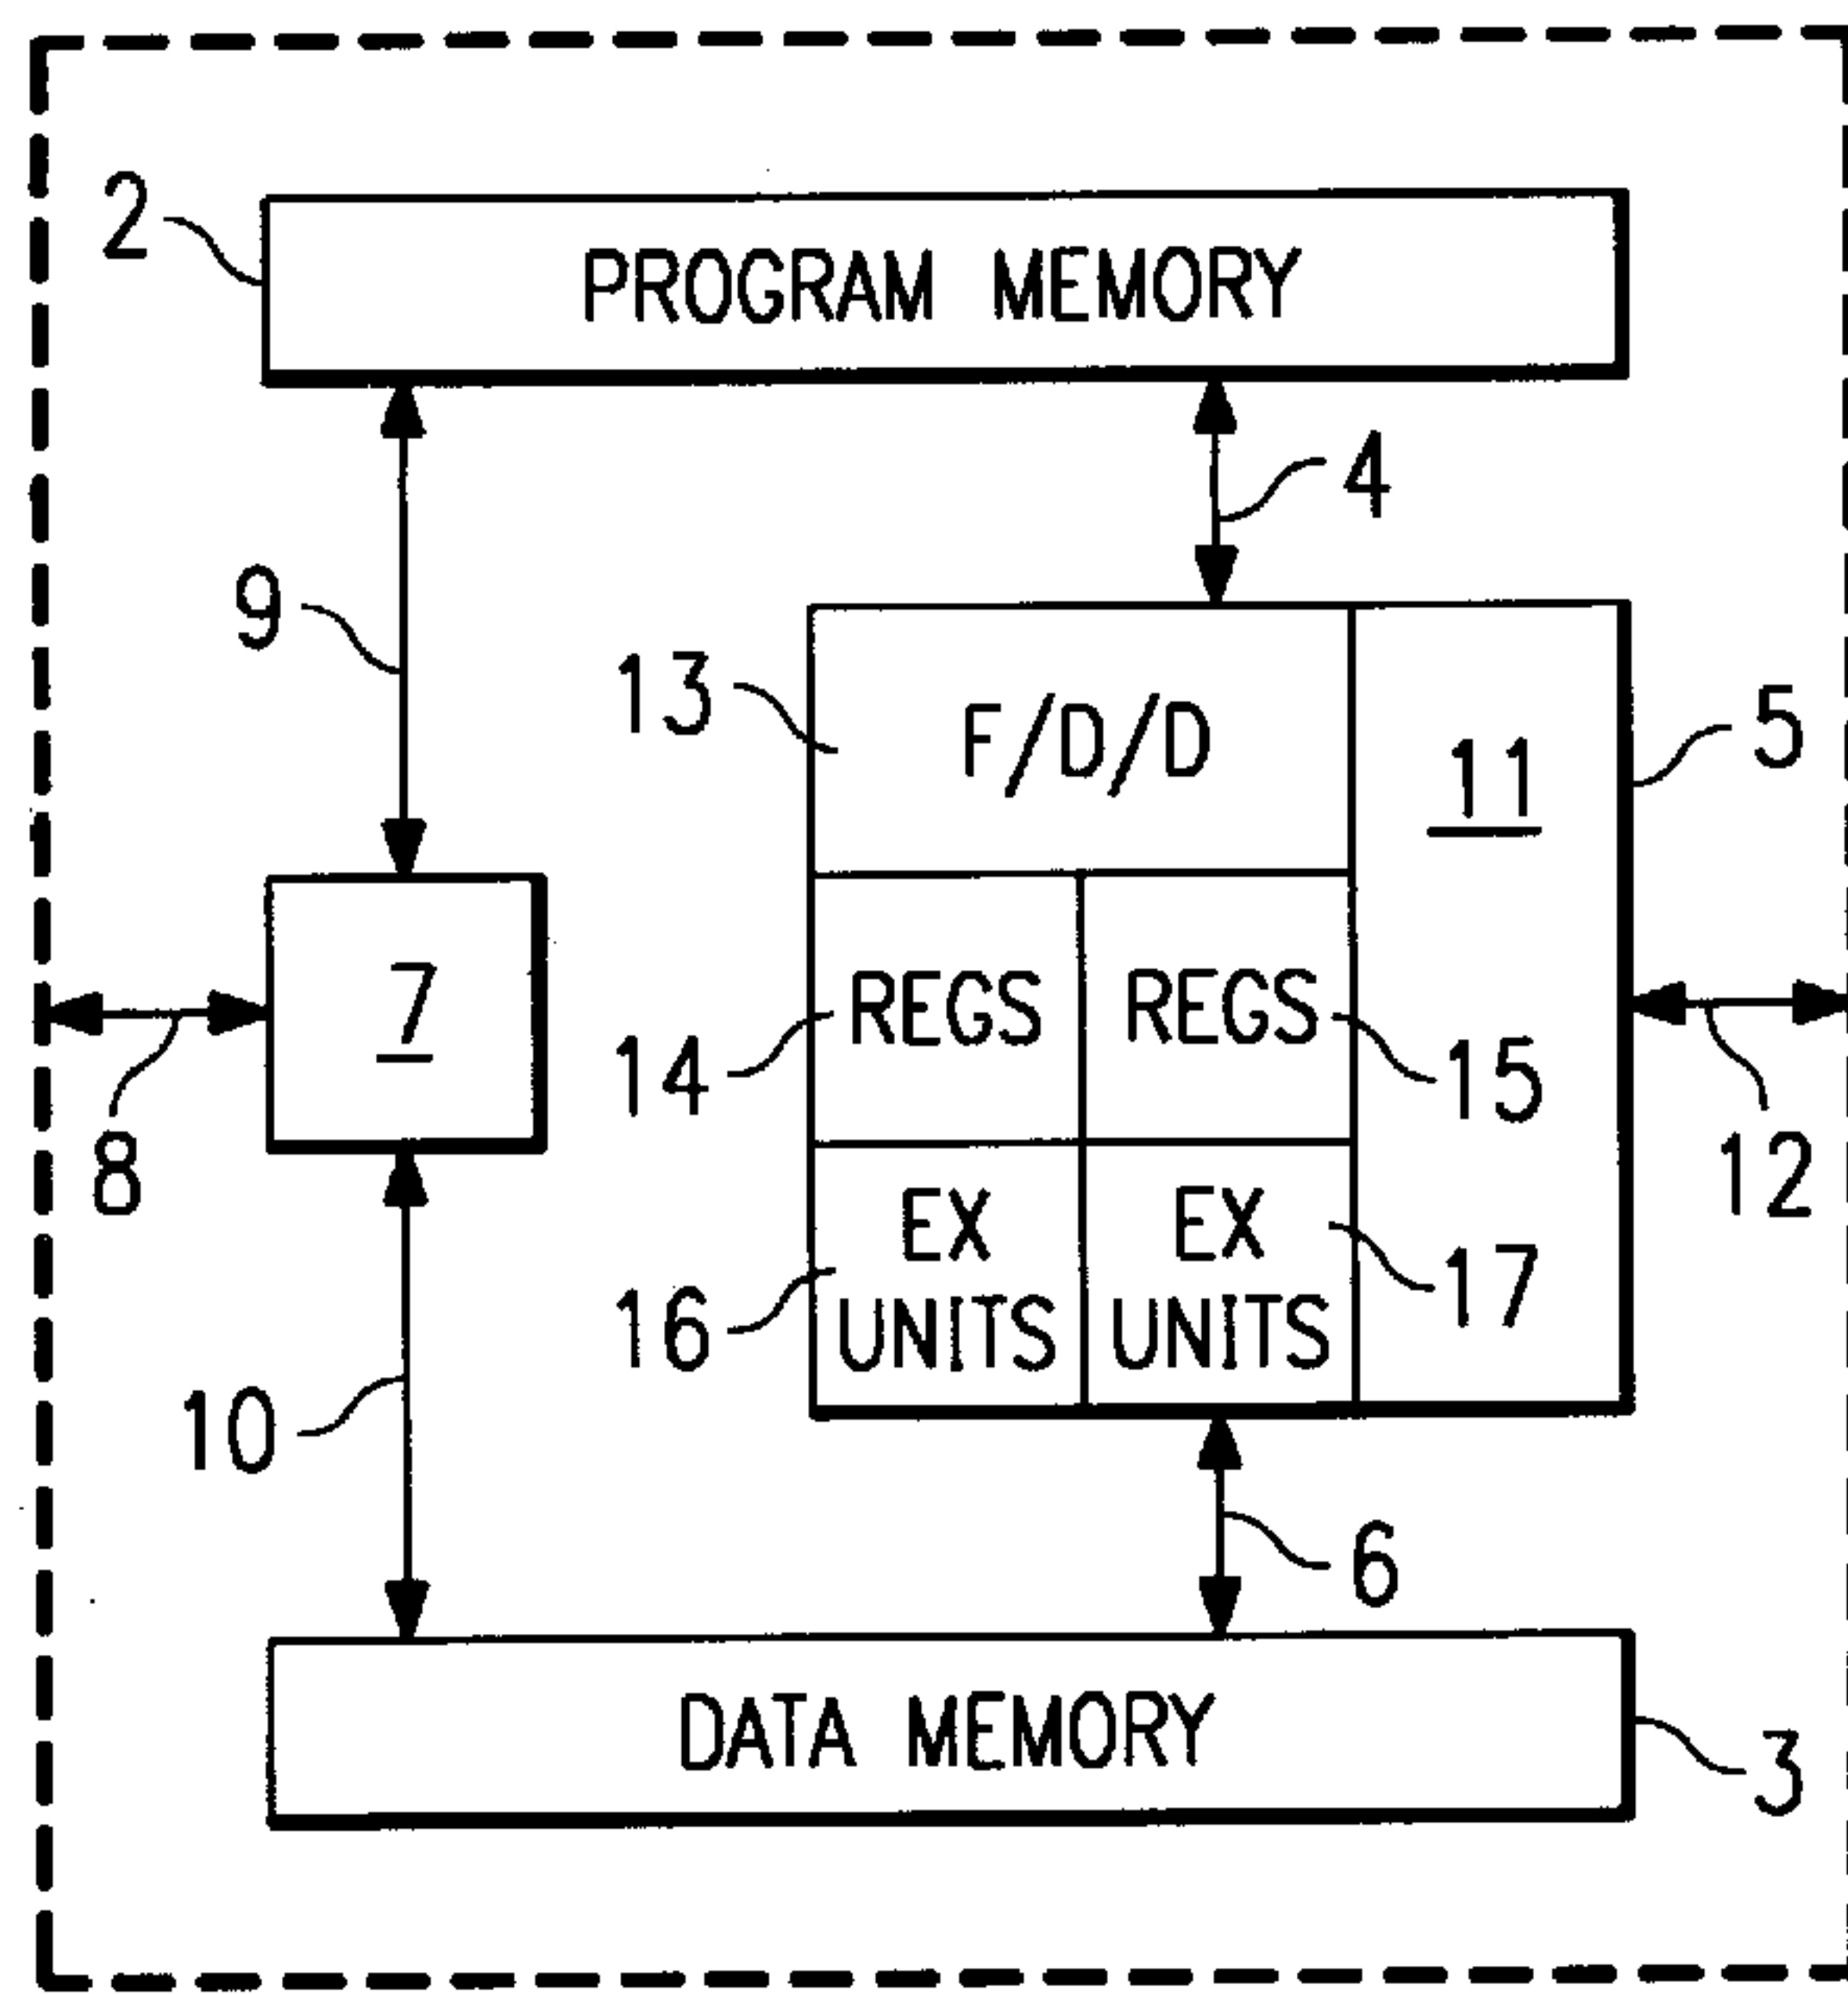 2
PROGRAM MEMORY
4
9
13
F/D/D
11
5
7
REGS
REGS
14
15
8
12
EX
UNITS
EX
UNITS
16
17
10
6
DATA MEMORY
3